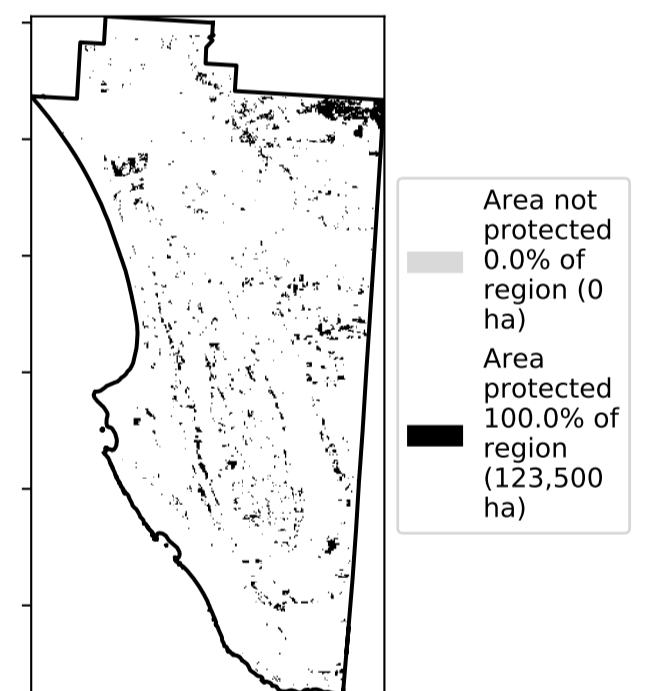 Area not
protected
0.0% of
region (0
ha)
Area
protected
100.0% of
region
(123,500
ha)